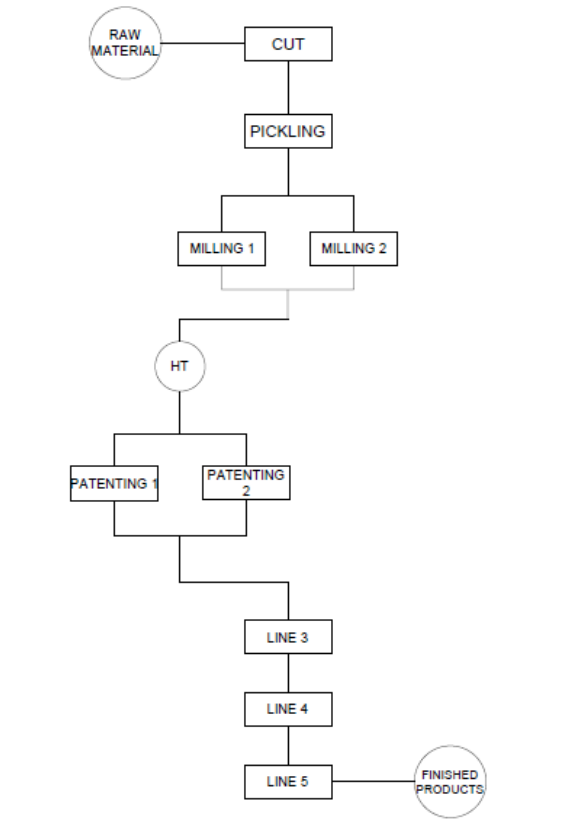 RAW
MATERIAL
CUT
PICKLING
MILLING 1
MILLING 2
HT
PATENTING 1
PATENTING
2
LINE 3
LINE 4
LINE 5
FINISHED
PRODUCTS